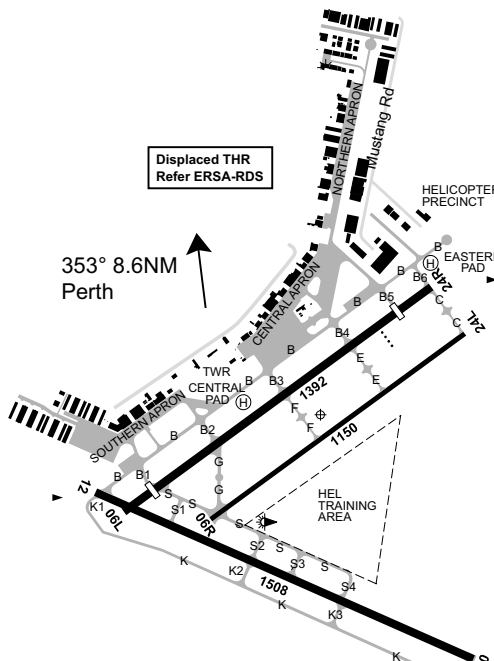 NORTHERN APRON
Mustang Rd
Displaced THR
Refer ERSA-RDS
HELICOPTER
PRECINCT
353° 8.6NM
Perth
B
EASTERN
PAD
H
B
B6
24R
CENTRAL APRON
B
B5
C
C
24L
B4
B
E
E
TWR
CENTRAL
PAD
H
B
B3
1392
F
F
1150
SOUTHERN APRON
B
B2
G
G
B
B1
12
K1
06L
S
S
S1
06R
HEL
TRAINING
AREA
S
S2
S
S3
S
S4
K
K2
1508
K
K3
K